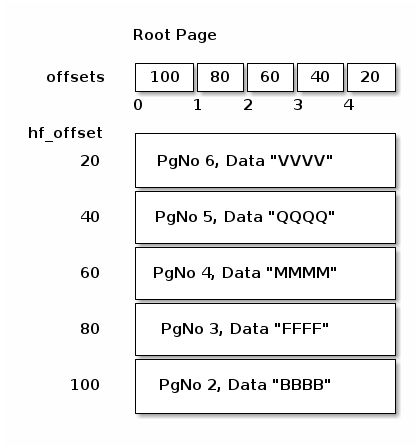 Root Page
offsets 100 80 60 40 20
0 1 2 3 4
hf_offset
20 PgNo 6, Data "VVVV"
40 PgNo 5, Data "QQQQ"
60 PgNo 4, Data "MMMM"
80 PgNo 3, Data "FFFF"
100 PgNo 2, Data "BBBB"